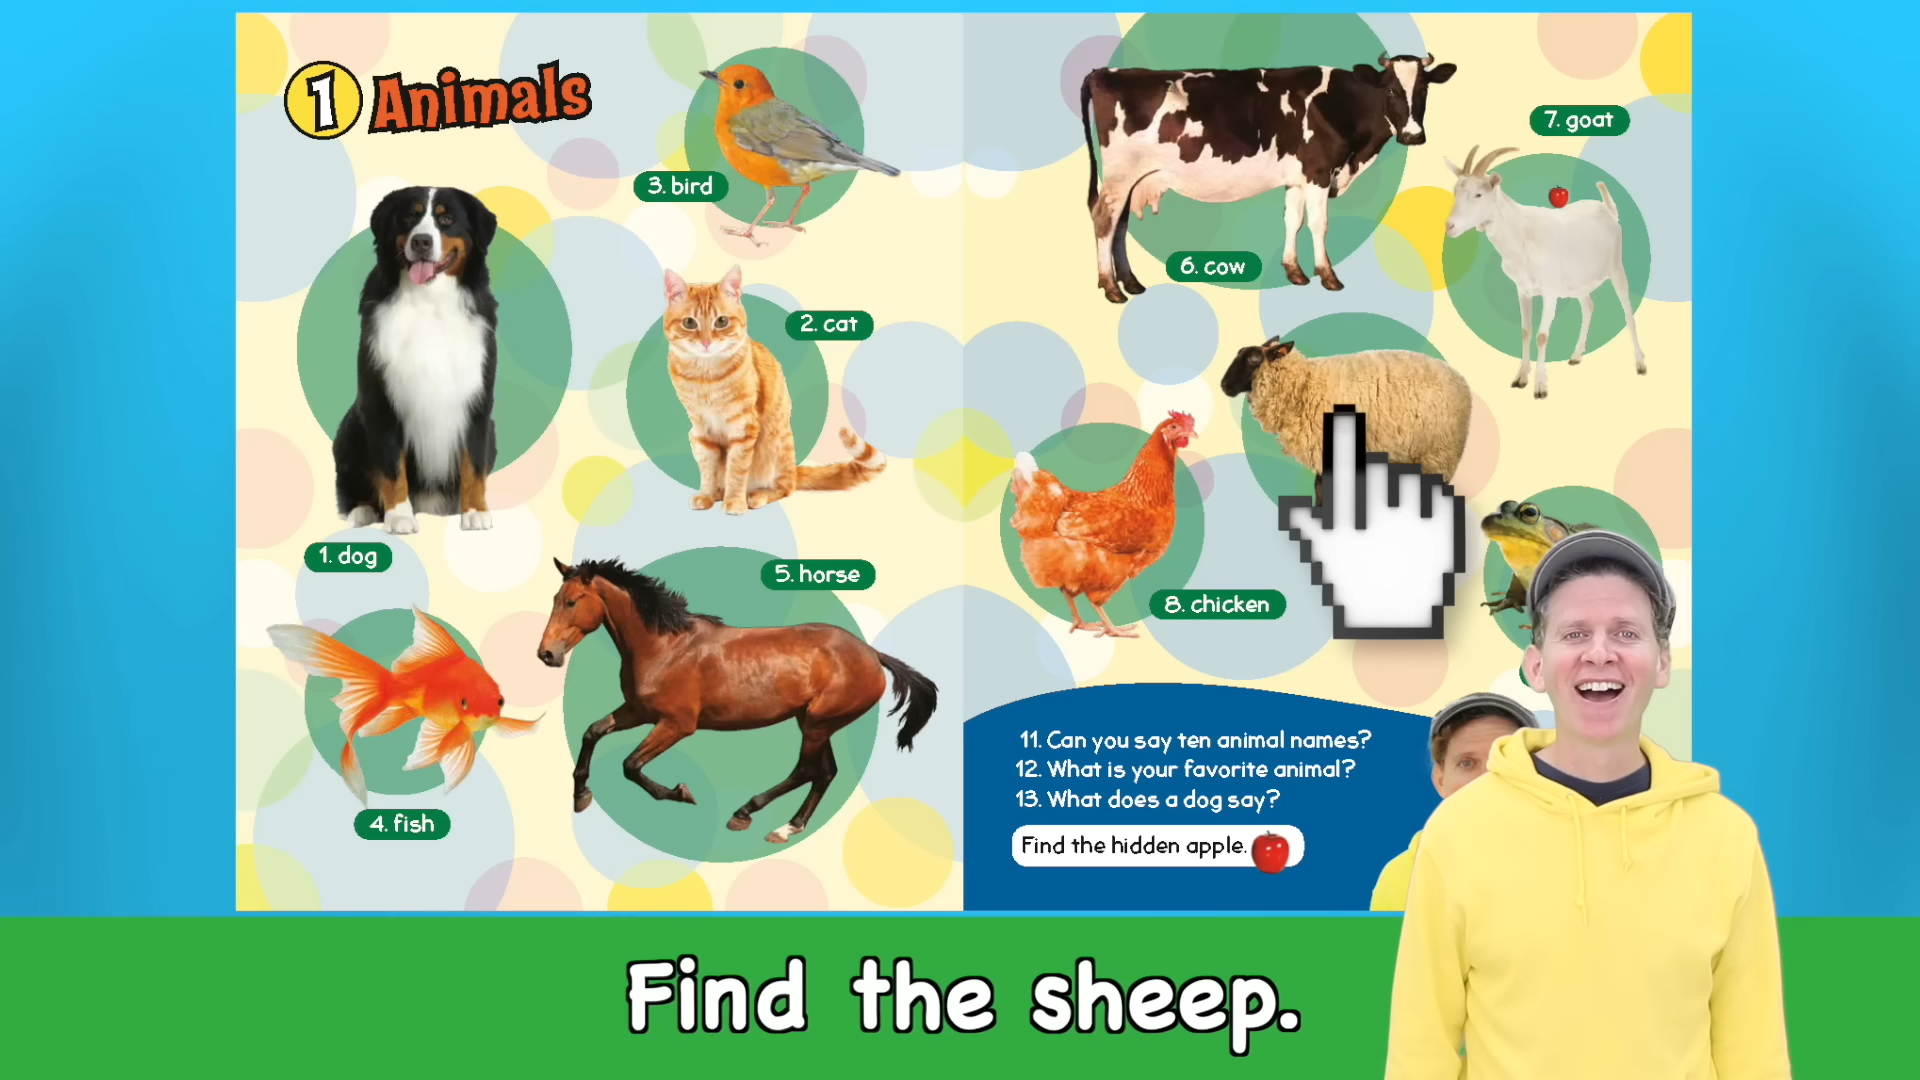 1 Animals
3. bird
7. goat
6. cow
2. cat
1. dog
5. horse
8. chicken
4. fish
11. Can you say ten animal names?
12. What is your favorite animal?
13. What does a dog say?
Find the hidden apple.
Find the sheep.